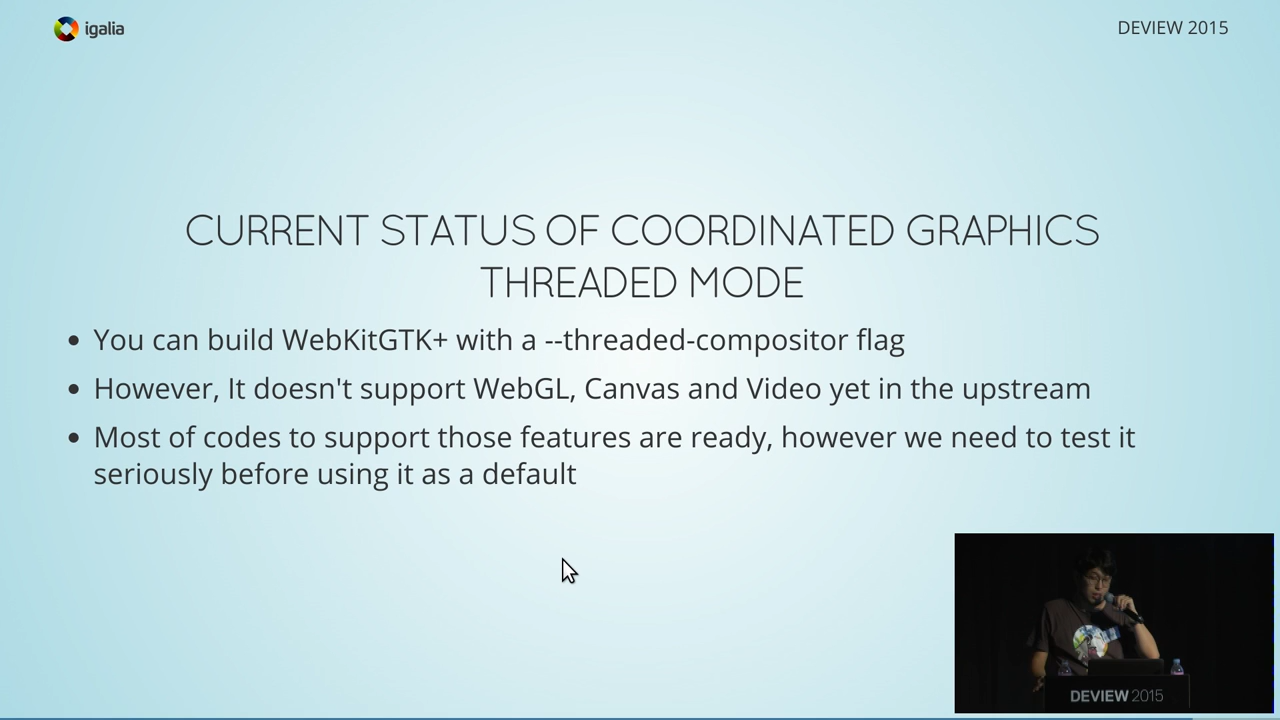 igalia
DEVIEW 2015
CURRENT STATUS OF COORDINATED GRAPHICS
THREADED MODE
You can build WebKitGTK+ with a --threaded-compositor flag
However, It doesn't support WebGL, Canvas and Video yet in the upstream
Most of codes to support those features are ready, however we need to test it
seriously before using it as a default
DEVIEW 2015